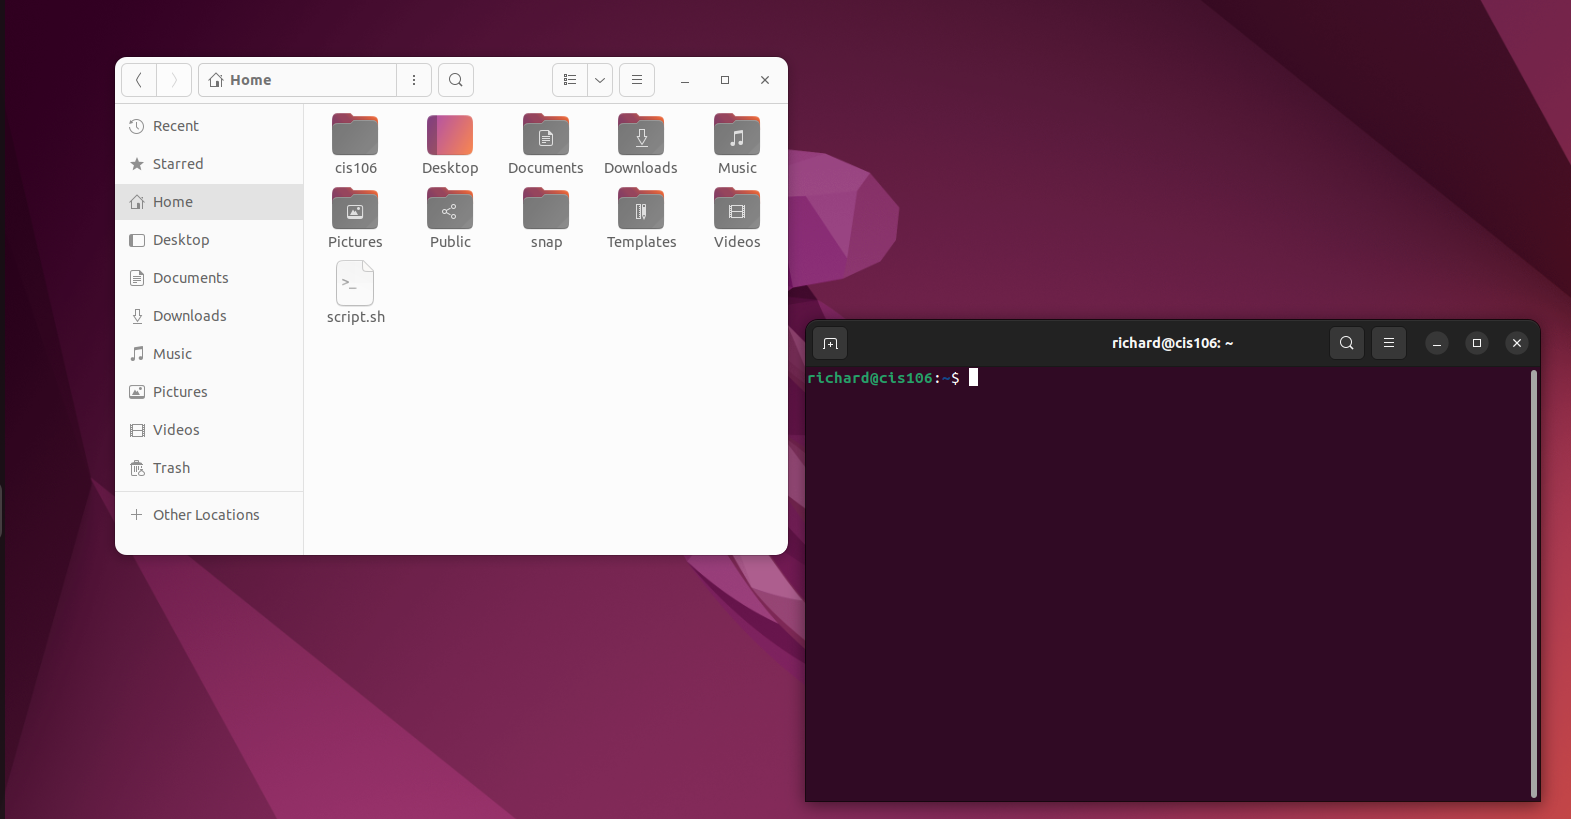 Home
Recent
Starred
Home
Desktop
Documents
Downloads
Music
Pictures
Videos
Trash
Other Locations
cis106 Desktop Documents Downloads Music
Pictures Public snap Templates Videos
>_
script.sh
richard@cis106: ~
richard@cis106:~$